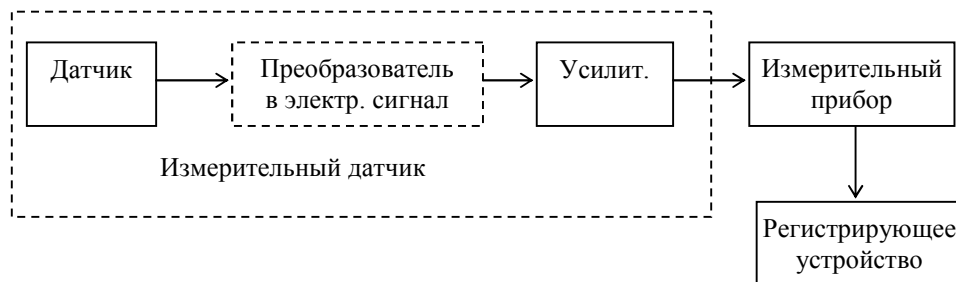 Датчик
Преобразователь
в электр. сигнал
Усилит.
Измерительный
прибор
Измерительный датчик
Регистрирующее
устройство